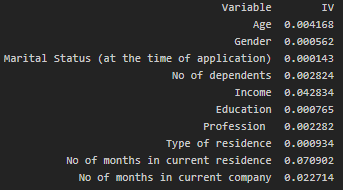 Variable IV
Age 0.004168
Gender 0.000562
Marital Status (at the time of application) 0.000143
No of dependents 0.002824
Income 0.042834
Education 0.000765
Profession 0.002282
Type of residence 0.000934
No of months in current residence 0.070902
No of months in current company 0.022714